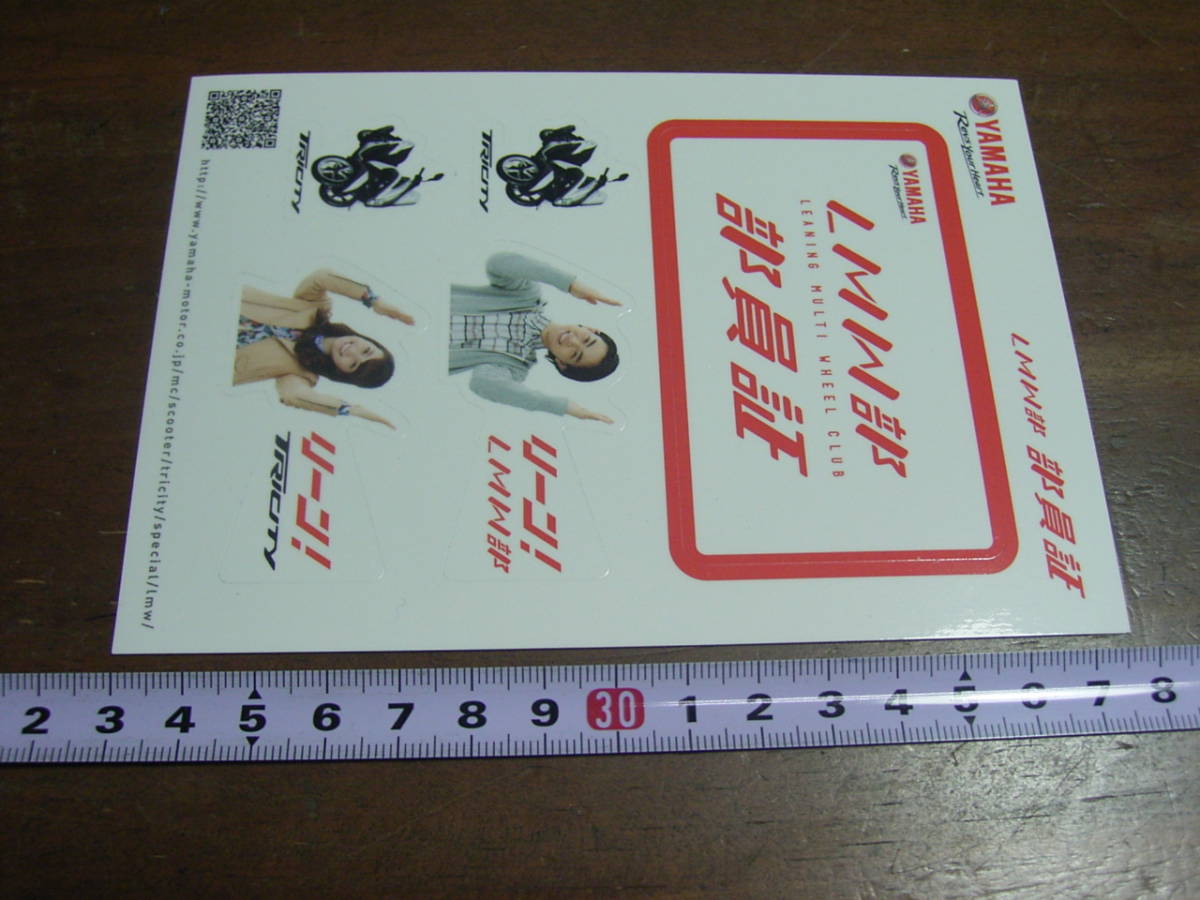 YAMAHA
Revs Your Heart
LMW部 部員証
YAMAHA
Revs Your Heart
LMW部
LEANING MULTI WHEEL CLUB
部員証
TRICITY
リーン!
LMW部
TRICITY
リーン!
TRICITY
http://www.yamaha-motor.co.jp/mc/scooter/tricity/special/lmw/
2 3 4 5 6 7 8 9 30 1 2 3 4 5 6 7 8